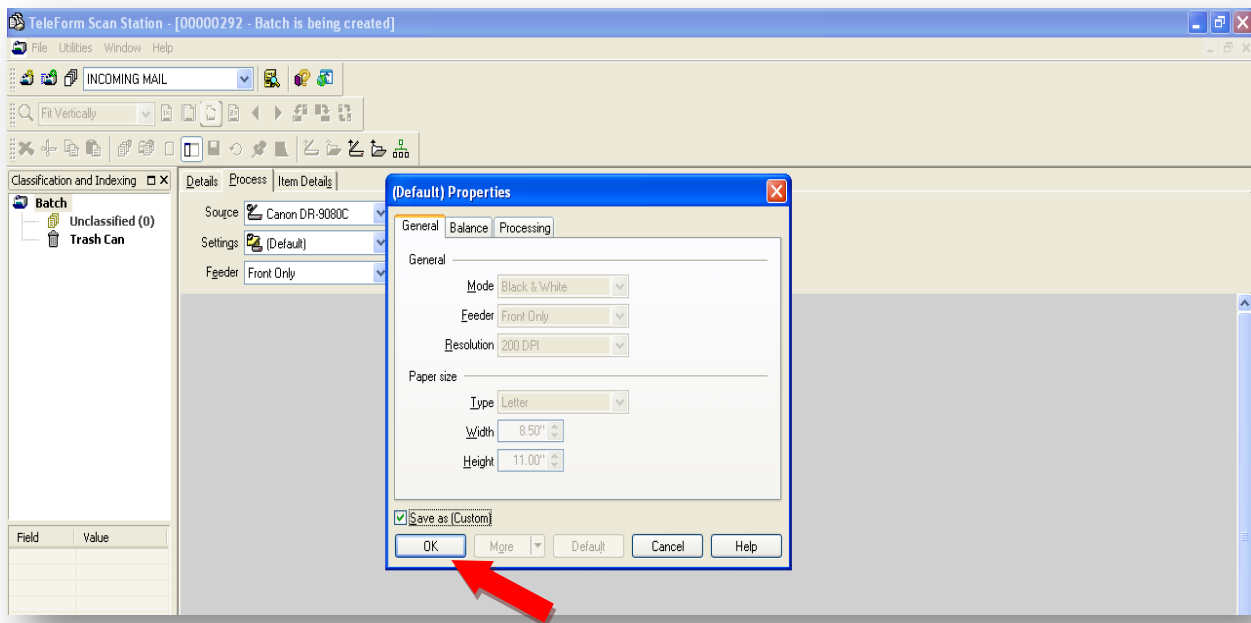 TeleForm Scan Station - [00000292 - Batch is being created]
File Utilities Window Help
INCOMING MAIL
Fit Vertically
Classification and Indexing
Batch
Unclassified (0)
Trash Can
Field Value
Details Process Item Details
Source Canon DR-9080C
Settings (Default)
Feeder Front Only
(Default) Properties
General Balance Processing
General
Mode Black & White
Feeder Front Only
Resolution 200 DPI
Paper size
Type Letter
Width 8.50"
Height 11.00"
Save as (Custom)
OK More Default Cancel Help